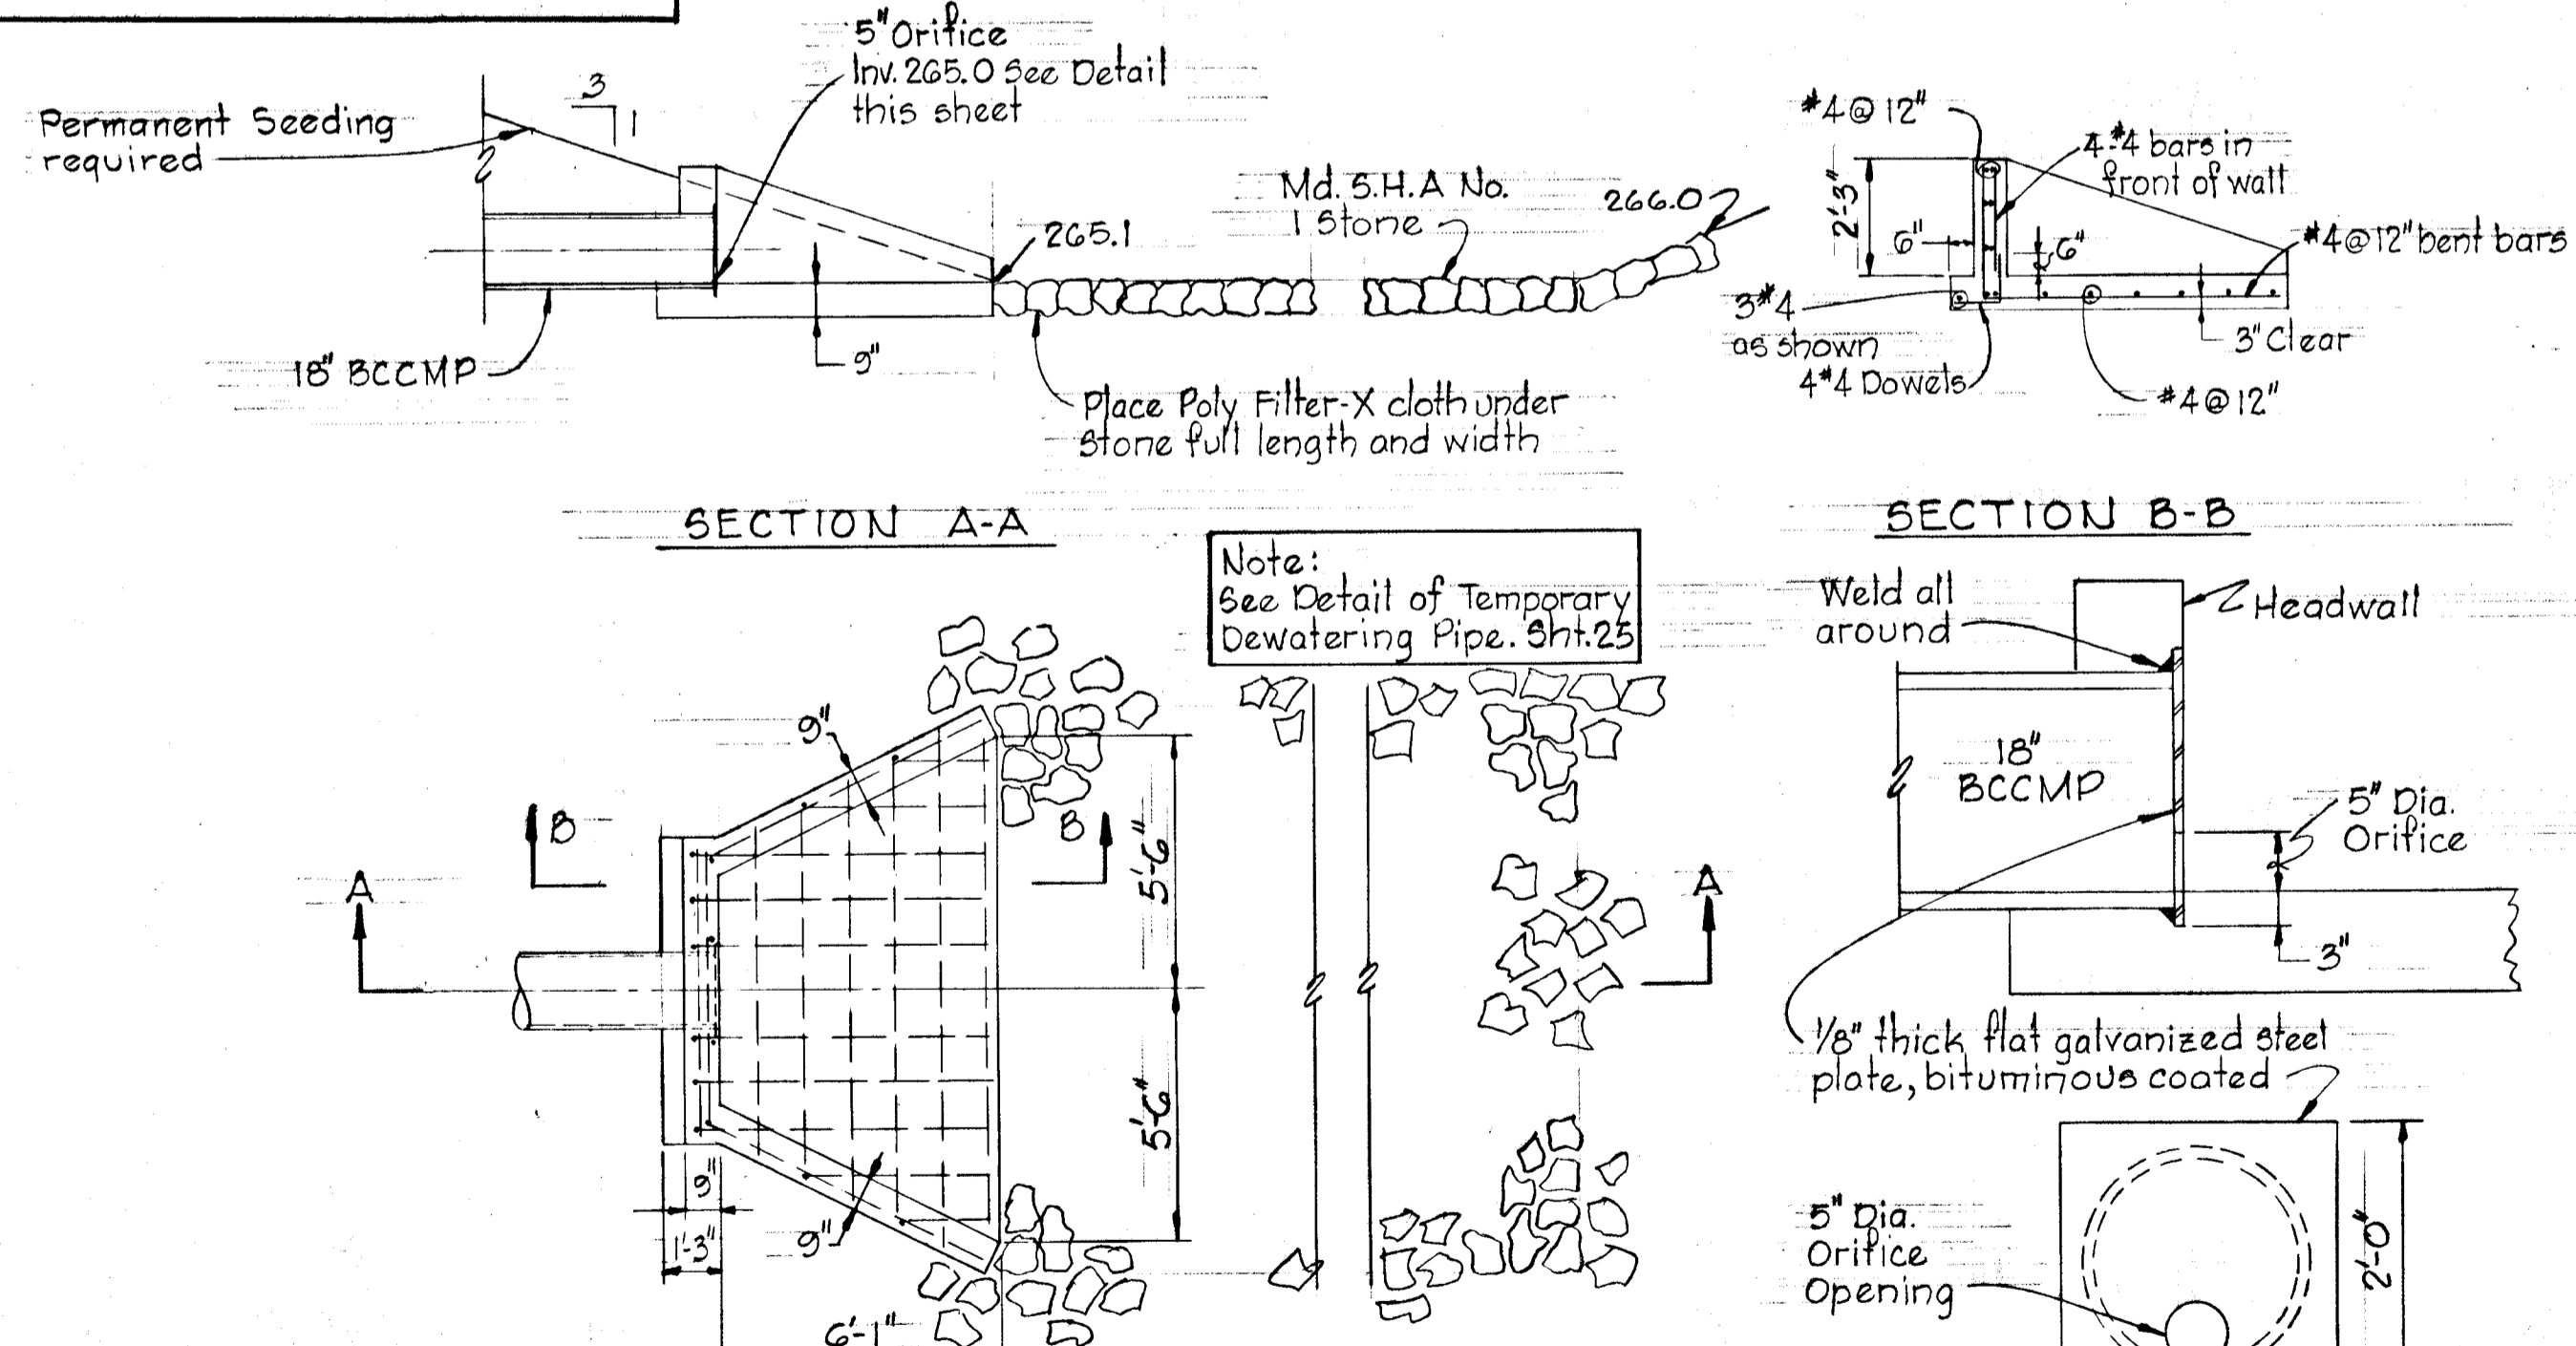 5" Orifice
Inv. 265.0 See Detail
this sheet
3
1
Permanent Seeding
required
265.1
Md. S.H.A No.
1 Stone
266.0
18" BCCMP
9"
Place Poly Filter-X cloth under
Stone full length and width
SECTION A-A
#4@12"
4-#4 bars in
front of wall
2'-3"
6"
6"
#4@12" bent bars
3#4
as shown
4#4 Dowels
3" Clear
#4@12"
SECTION B-B
Note:
See Detail of Temporary
Dewatering Pipe. Sht.25
9"
B
B
A
A
5'-6"
5'-6"
9"
1'-3"
9"
6'-1"
Weld all
around
Headwall
18"
BCCMP
5" Dia.
Orifice
3"
1/8" thick flat galvanized steel
plate, bituminous coated
5" Dia.
Orifice
Opening
2'-0"